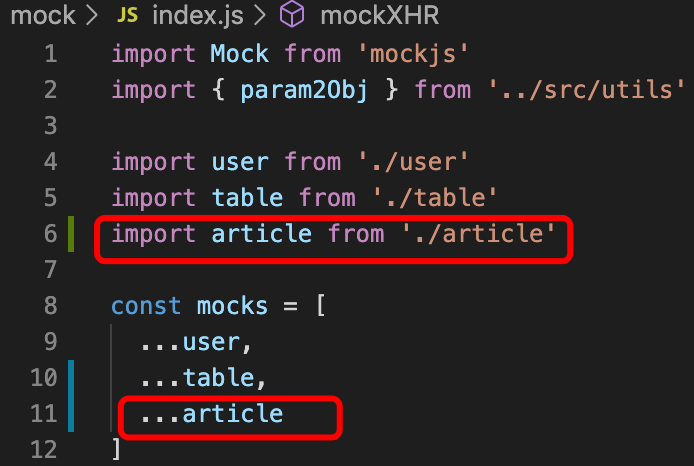 mock > JS index.js > mockXHR
1 import Mock from 'mockjs'
2 import { param2Obj } from '../src/utils'
3
4 import user from './user'
5 import table from './table'
6 import article from './article'
7
8 const mocks = [
9 ...user,
10 ...table,
11 ...article
12 ]